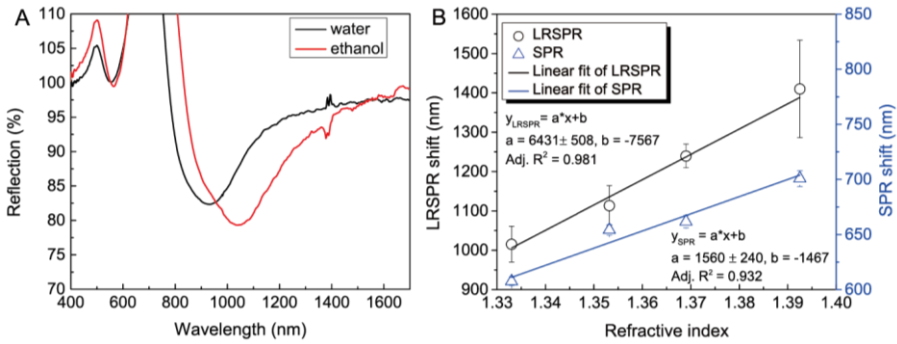 A
110
105
100
95
90
85
80
75
70
Reflection (%)
water
ethanol
400 600 800 1000 1200 1400 1600
Wavelength (nm)
B
1600
1500
1400
1300
1200
1100
1000
900
LRSPR shift (nm)
LRSPR
SPR
Linear fit of LRSPR
Linear fit of SPR
yLRSPR= a*x+b
a = 6431± 508, b = -7567
Adj. R² = 0.981
ySPR = a*x+b
a = 1560 ± 240, b = -1467
Adj. R² = 0.932
850
800
750
700
650
600
SPR shift (nm)
1.33 1.34 1.35 1.36 1.37 1.38 1.39 1.40
Refractive index